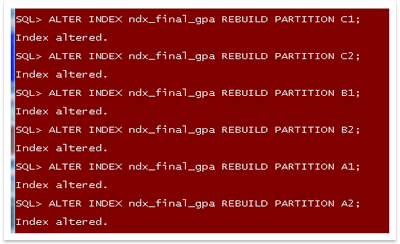 SQL> ALTER INDEX ndx_final_gpa REBUILD PARTITION C1;
Index altered.
SQL> ALTER INDEX ndx_final_gpa REBUILD PARTITION C2;
Index altered.
SQL> ALTER INDEX ndx_final_gpa REBUILD PARTITION B1;
Index altered.
SQL> ALTER INDEX ndx_final_gpa REBUILD PARTITION B2;
Index altered.
SQL> ALTER INDEX ndx_final_gpa REBUILD PARTITION A1;
Index altered.
SQL> ALTER INDEX ndx_final_gpa REBUILD PARTITION A2;
Index altered.